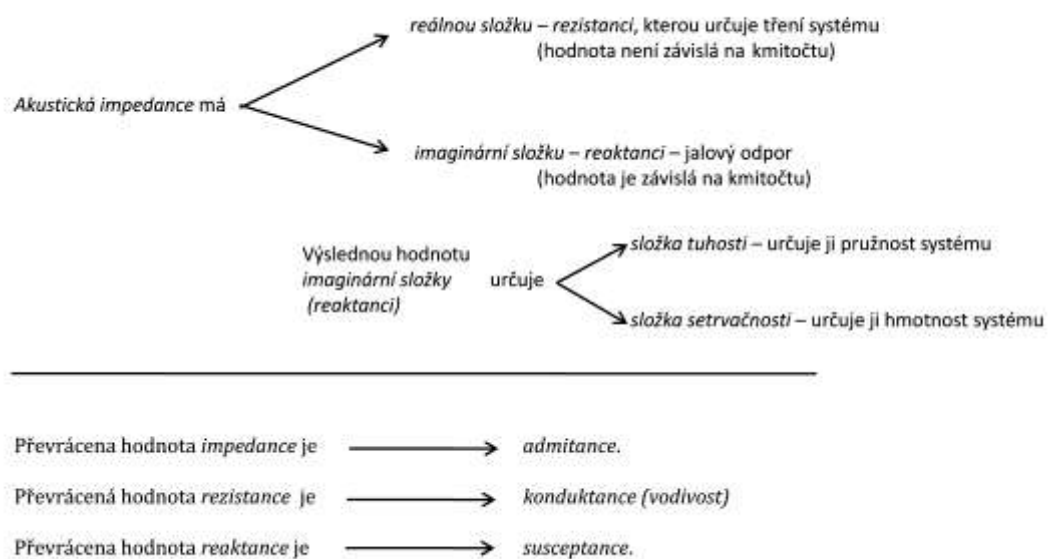 reálnou složku – rezistanci, kterou určuje tření systému
(hodnota není závislá na kmitočtu)
Akustická impedance má
imaginární složku – reaktanci – jalový odpor
(hodnota je závislá na kmitočtu)
Výslednou hodnotu
imaginární složky
(reaktanci)
určuje
složka tuhosti – určuje ji pružnost systému
složka setrvačnosti – určuje ji hmotnost systému
Převrácena hodnota impedance je
admitance.
Převrácená hodnota rezistance je
konduktance (vodivost)
Převrácená hodnota reaktance je
susceptance.